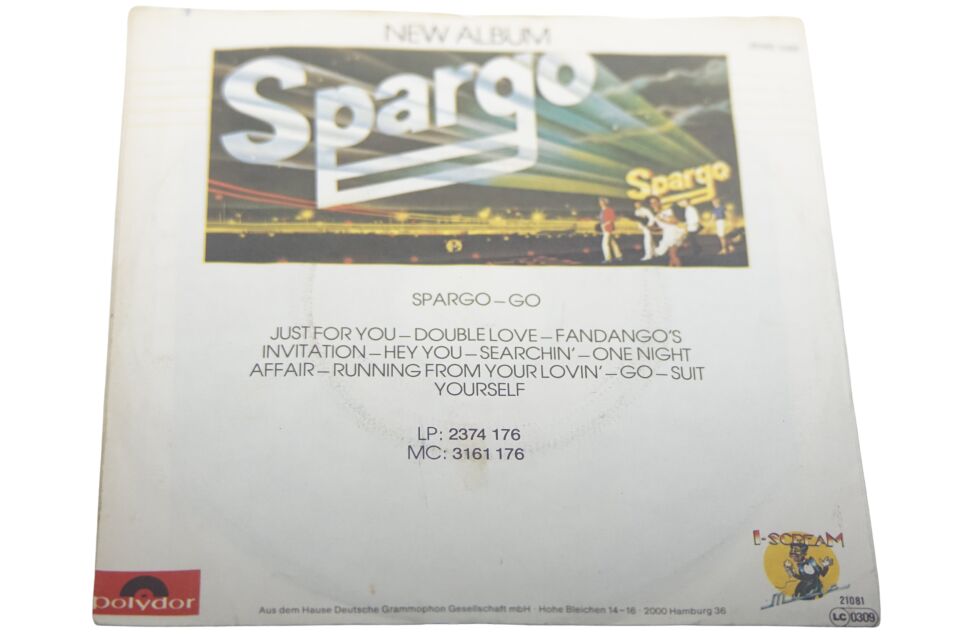 NEW ALBUM
Spargo
Spargo
SPARGO – GO
JUST FOR YOU – DOUBLE LOVE – FANDANGO'S
INVITATION – HEY YOU – SEARCHIN' – ONE NIGHT
AFFAIR – RUNNING FROM YOUR LOVIN' – GO – SUIT
YOURSELF
LP: 2374 176
MC: 3161 176
I-SCREAM
polydor
Aus dem Hause Deutsche Grammophon Gesellschaft mbH · Hohe Bleichen 14-16 · 2000 Hamburg 36
21081
LC 0309